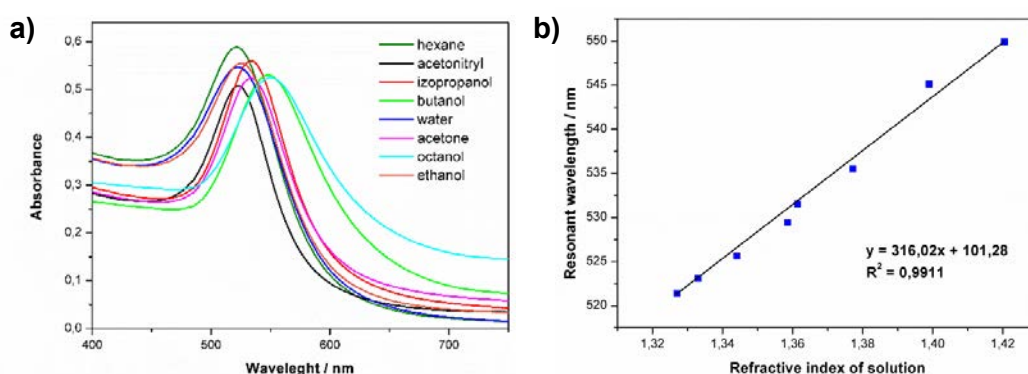 a)
0,6
0,5
0,4
0,3
0,2
0,1
0,0
400
500
600
700
Absorbance
Waveleght / nm
hexane
acetonitryl
izopropanol
butanol
water
acetone
octanol
ethanol
b)
550
545
540
535
530
525
520
1,32
1,34
1,36
1,38
1,40
1,42
Resonant wavelength / nm
Refractive index of solution
y = 316,02x + 101,28
R² = 0,9911